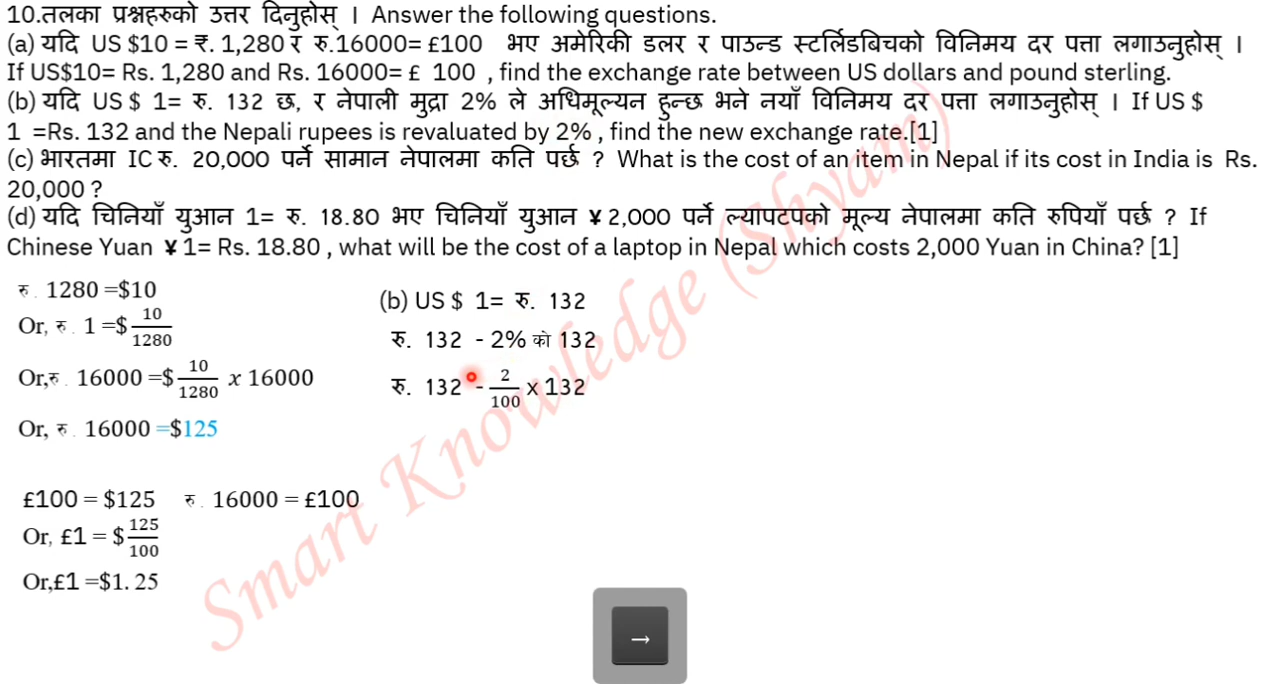 10.तलका प्रश्नहरुको उत्तर दिनुहोस् । Answer the following questions.
(a) यदि US $10 = ₹. 1,280 र रु.16000= £100 भए अमेरिकी डलर र पाउन्ड स्टर्लिङबिचको विनिमय दर पत्ता लगाउनुहोस् ।
If US$10= Rs. 1,280 and Rs. 16000= £ 100 , find the exchange rate between US dollars and pound sterling.
(b) यदि US $ 1= रु. 132 छ, र नेपाली मुद्रा 2% ले अधिमूल्यन हुन्छ भने नयाँ विनिमय दर पत्ता लगाउनुहोस् । If US $
1 =Rs. 132 and the Nepali rupees is revaluated by 2% , find the new exchange rate.[1]
(c) भारतमा IC रु. 20,000 पर्ने सामान नेपालमा कति पर्छ ? What is the cost of an item in Nepal if its cost in India is Rs.
20,000 ?
(d) यदि चिनियाँ युआन 1= रु. 18.80 भए चिनियाँ युआन ¥ 2,000 पर्ने ल्यापटपको मूल्य नेपालमा कति रुपियाँ पर्छ ? If
Chinese Yuan ¥ 1= Rs. 18.80 , what will be the cost of a laptop in Nepal which costs 2,000 Yuan in China? [1]
रु. 1280 =$10
Or, रु. 1 =$10/1280
Or,रु. 16000 =$10/1280 x 16000
Or, रु. 16000 =$125
£100 = $125 रु. 16000 = £100
Or, £1 = $125/100
Or,£1 =$1. 25
(b) US $ 1= रु. 132
रु. 132 - 2% को 132
रु. 132 - 2/100 x 132
Smart Knowledge (Shyam)
→